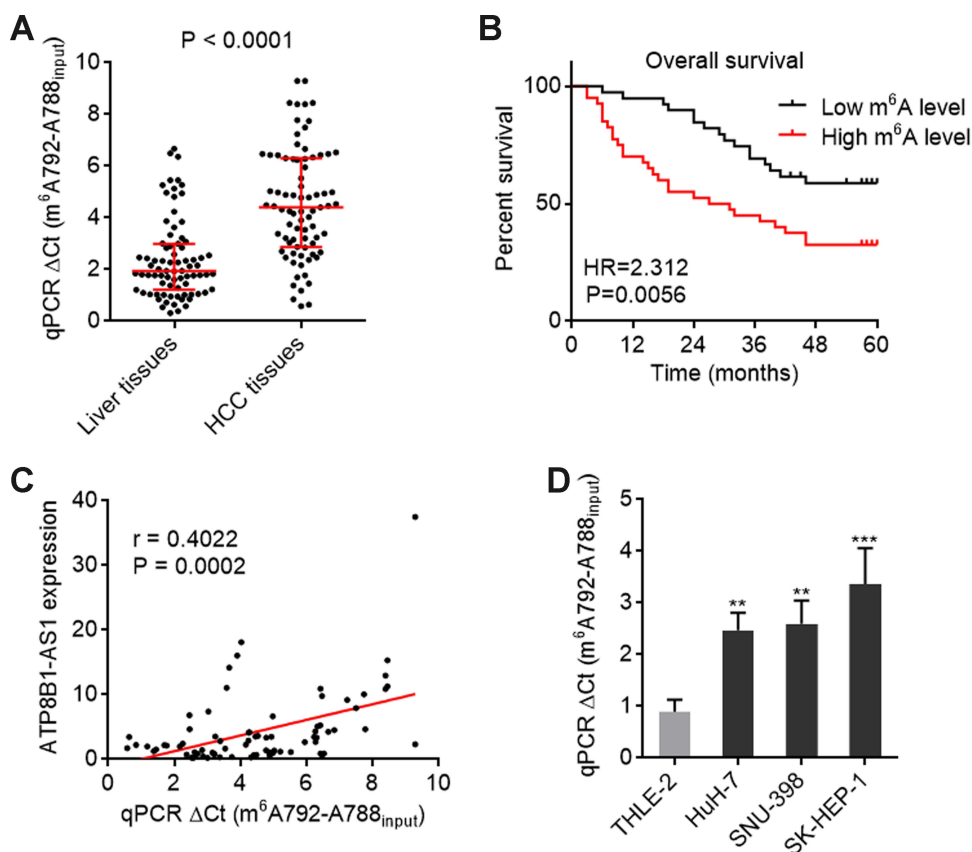 A
P < 0.0001
qPCR ΔCt (m⁶A792-A788input)
10
8
6
4
2
0
Liver tissues
HCC tissues
B
Overall survival
Low m⁶A level
High m⁶A level
Percent survival
100
50
0
HR=2.312
P=0.0056
0 12 24 36 48 60
Time (months)
C
ATP8B1-AS1 expression
40
30
20
10
0
r = 0.4022
P = 0.0002
0 2 4 6 8 10
qPCR ΔCt (m⁶A792-A788input)
D
qPCR ΔCt (m⁶A792-A788input)
5
4
3
2
1
0
**
**
***
THLE-2
HuH-7
SNU-398
SK-HEP-1